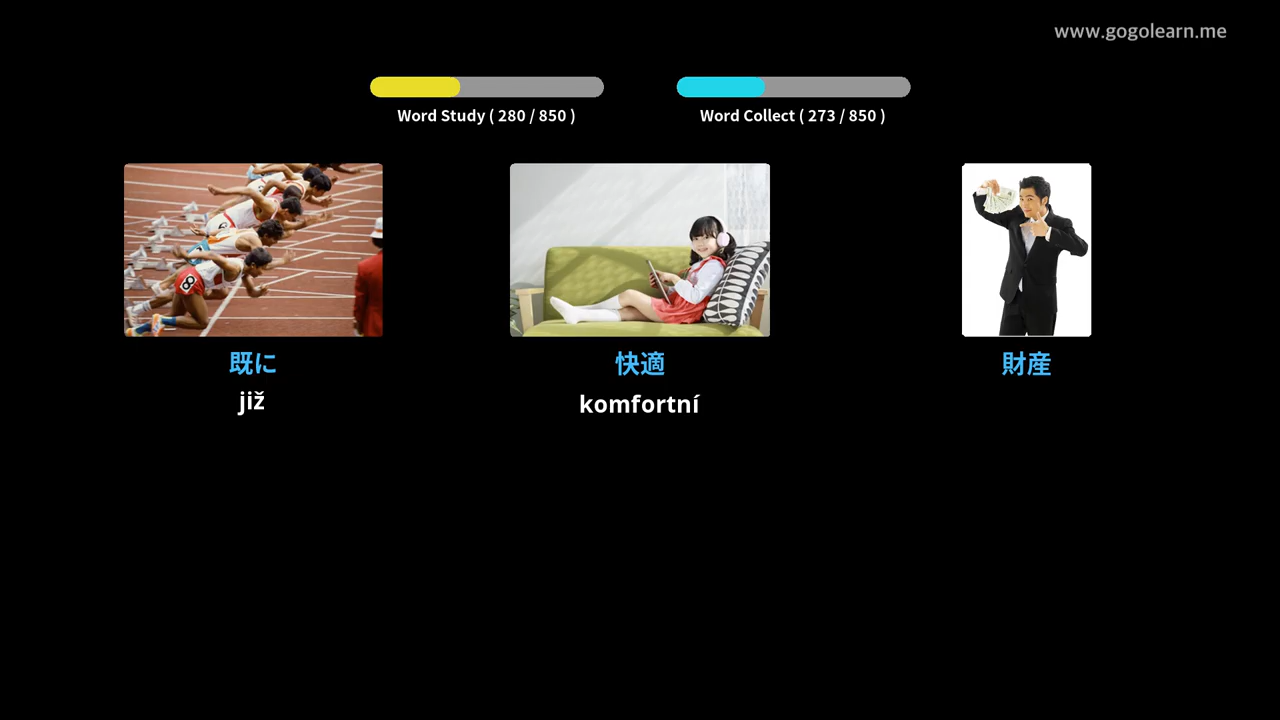 www.gogolearn.me
Word Study ( 280 / 850 )
Word Collect ( 273 / 850 )
8
既に
快適
財産
již
komfortní